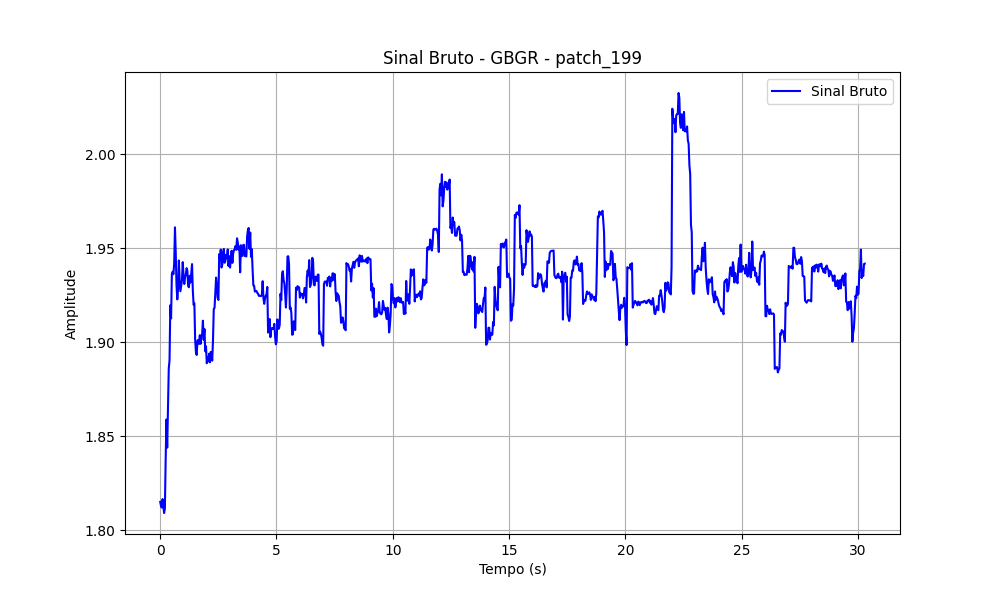 Sinal Bruto - GBGR - patch_199
Sinal Bruto
2.00
1.95
1.90
1.85
1.80
Amplitude
0 5 10 15 20 25 30
Tempo (s)